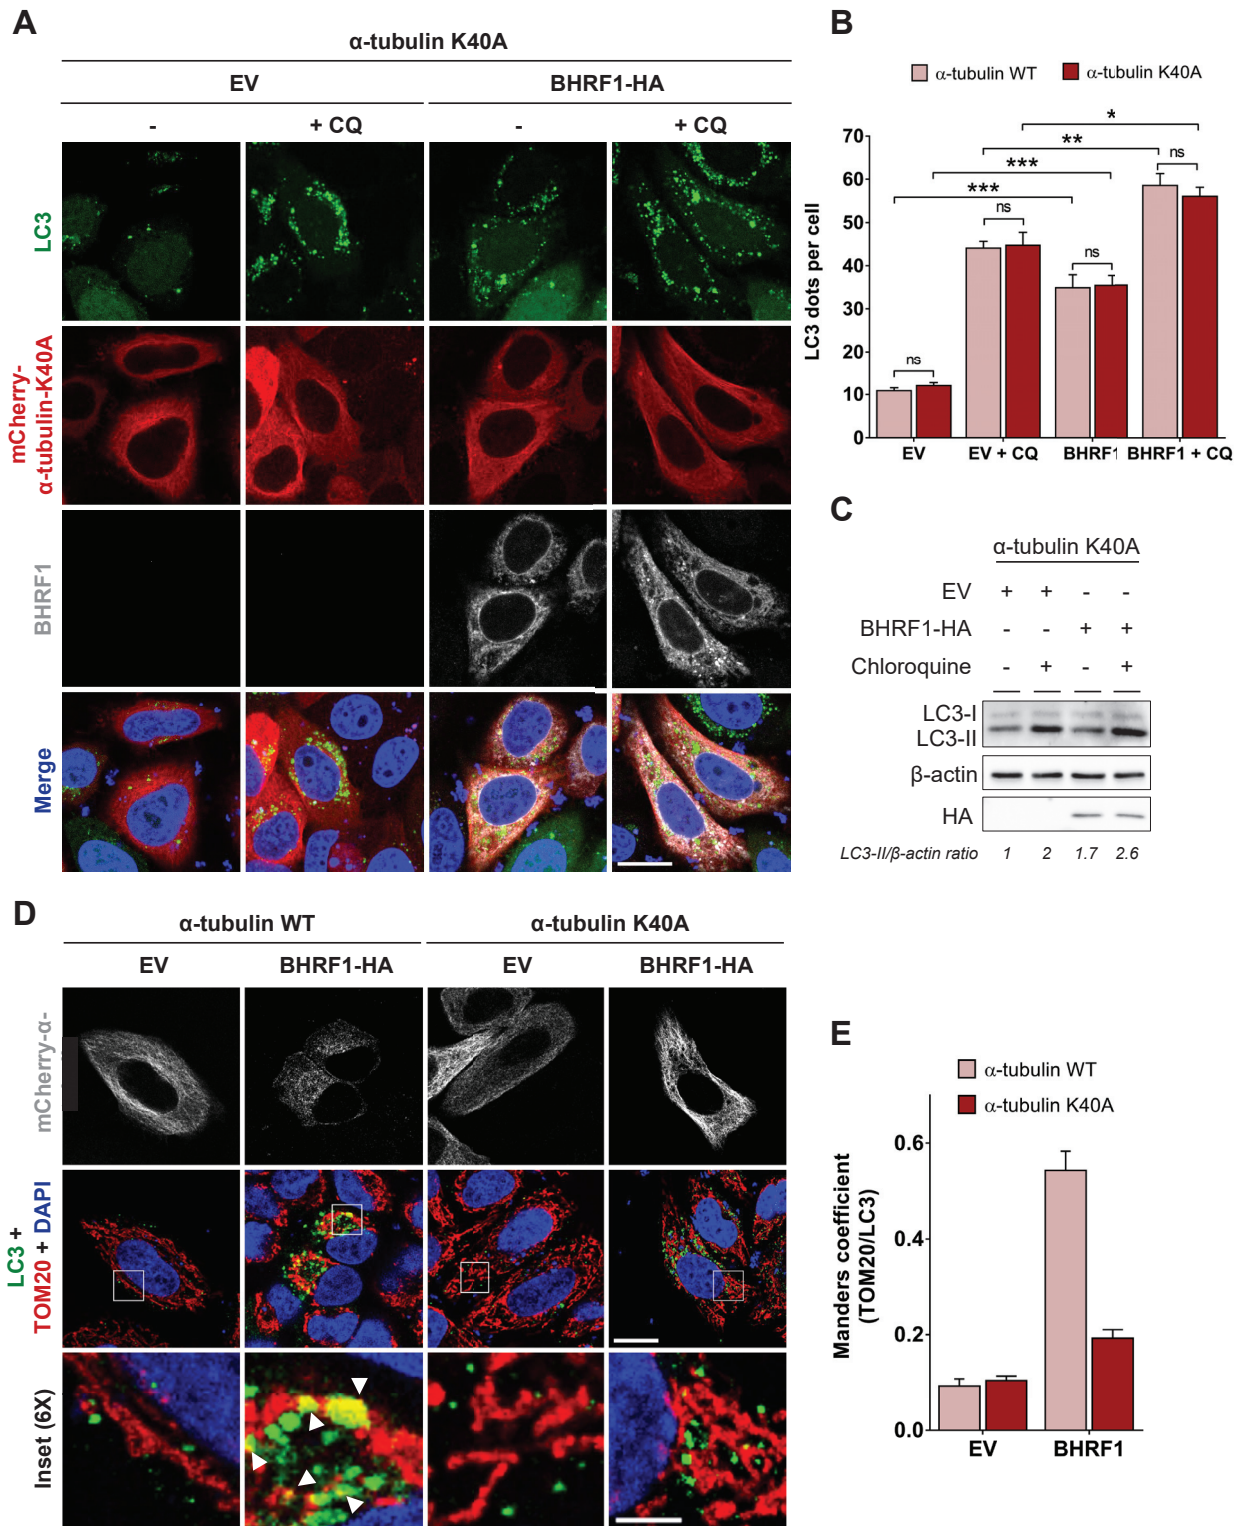 A
α-tubulin K40A
EV
BHRF1-HA
-
+ CQ
-
+ CQ
LC3
mCherry-
α-tubulin-K40A
BHRF1
Merge
B
α-tubulin WT
α-tubulin K40A
LC3 dots per cell
70
60
50
40
30
20
10
0
*
**
***
***
ns
ns
ns
ns
EV
EV + CQ
BHRF1
BHRF1 + CQ
C
α-tubulin K40A
EV + + - -
BHRF1-HA - - + +
Chloroquine - + - +
LC3-I
LC3-II
β-actin
HA
LC3-II/β-actin ratio 1 2 1.7 2.6
D
α-tubulin WT
α-tubulin K40A
EV
BHRF1-HA
EV
BHRF1-HA
mCherry-α-
LC3 +
TOM20 + DAPI
Inset (6X)
E
α-tubulin WT
α-tubulin K40A
Manders coefficient
(TOM20/LC3)
0.6
0.4
0.2
0.0
EV
BHRF1